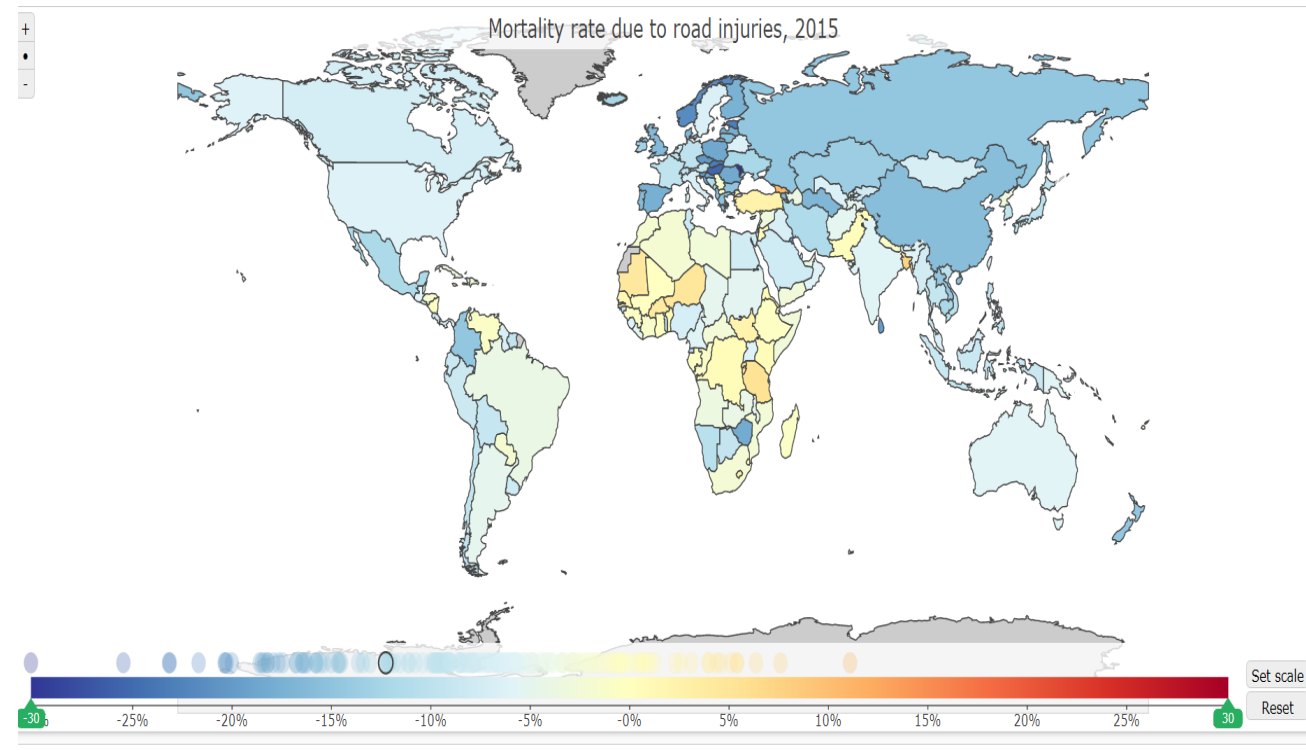 Mortality rate due to road injuries, 2015
+
•
-
Set scale
-30 % -25% -20% -15% -10% -5% -0% 5% 10% 15% 20% 25% 30
Reset